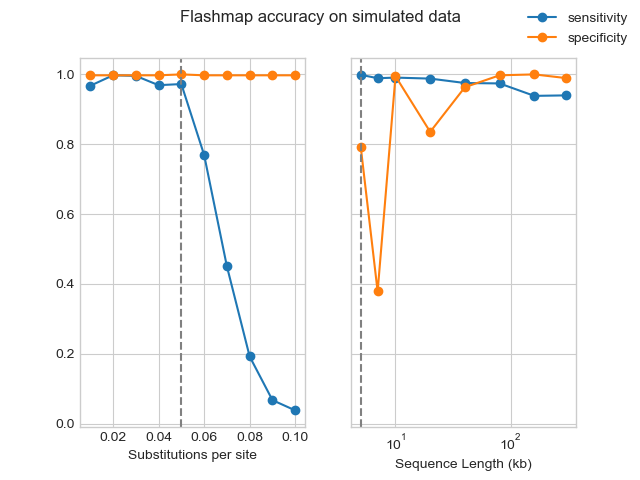 Flashmap accuracy on simulated data
sensitivity
specificity
1.0
0.8
0.6
0.4
0.2
0.0
0.02 0.04 0.06 0.08 0.10
Substitutions per site
10¹ 10²
Sequence Length (kb)